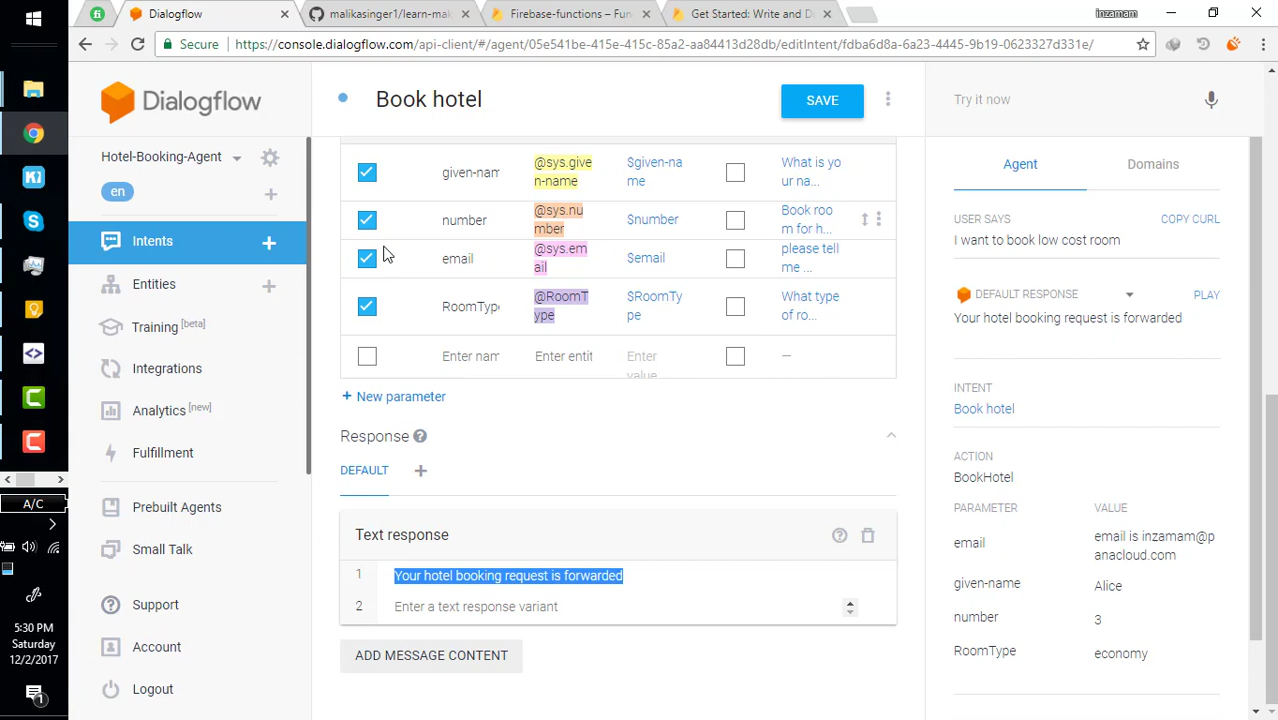 Dialogflow
malikasinger1/learn-mak
Firebase-functions – Fun
Get Started: Write and D
inzamam
Secure
https://console.dialogflow.com/api-client/#/agent/05e541be-415e-415c-85a2-aa84413d28db/editIntent/fdba6d8a-6a23-4445-9b19-0623327d331e/
Dialogflow
Book hotel
SAVE
Try it now
Hotel-Booking-Agent
en
Intents
Entities
Training [beta]
Integrations
Analytics [new]
Fulfillment
Prebuilt Agents
Small Talk
Support
Account
Logout
given-nam
@sys.give
n-name
$given-na
me
What is yo
ur na...
number
@sys.nu
mber
$number
Book roo
m for h...
email
@sys.em
ail
$email
please tell
me ...
RoomType
@RoomT
ype
$RoomTy
pe
What type
of ro...
Enter nam
Enter entit
Enter
value
—
+ New parameter
Response
DEFAULT
Text response
1 Your hotel booking request is forwarded
2 Enter a text response variant
ADD MESSAGE CONTENT
Agent
Domains
USER SAYS
COPY CURL
I want to book low cost room
DEFAULT RESPONSE
PLAY
Your hotel booking request is forwarded
INTENT
Book hotel
ACTION
BookHotel
PARAMETER
VALUE
email
email is inzamam@p
anacloud.com
given-name
Alice
number
3
RoomType
economy
A/C
5:30 PM
Saturday
12/2/2017
1